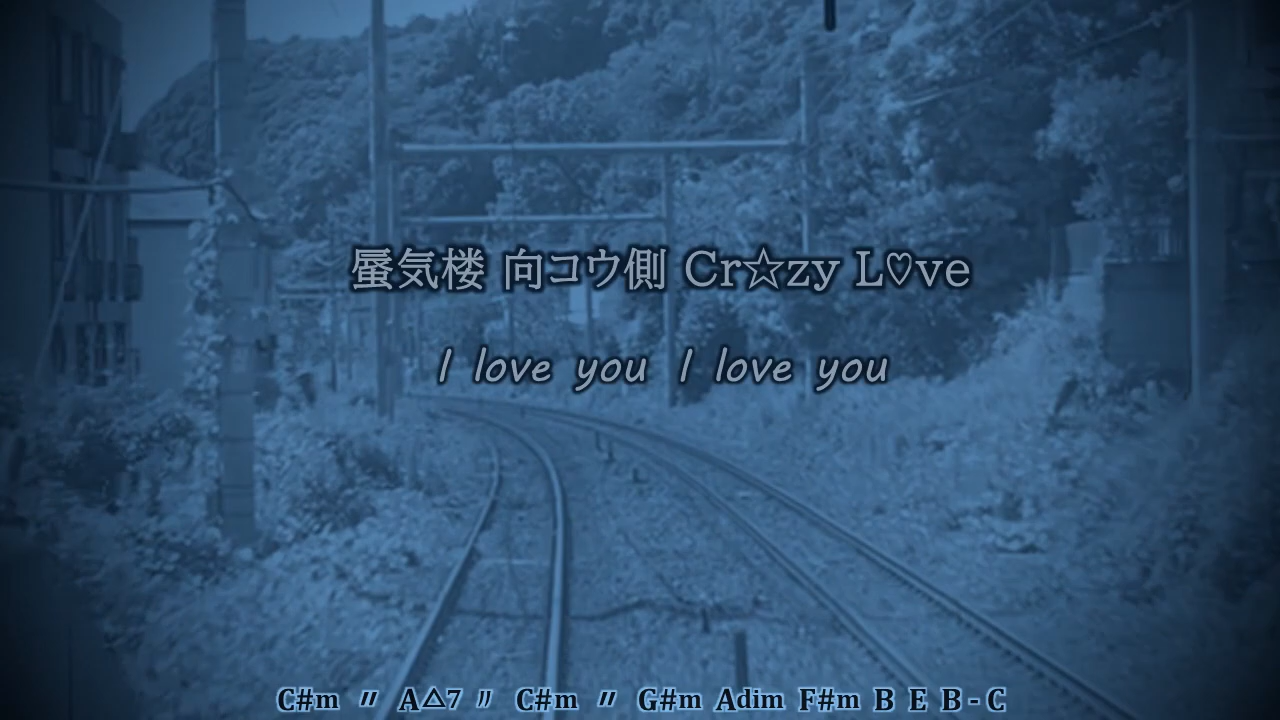 蜃気楼 向コウ側 Cr☆zy L♡ve
I love you I love you
C#m 〃 A△7 〃 C#m 〃 G#m Adim F#m B E B - C